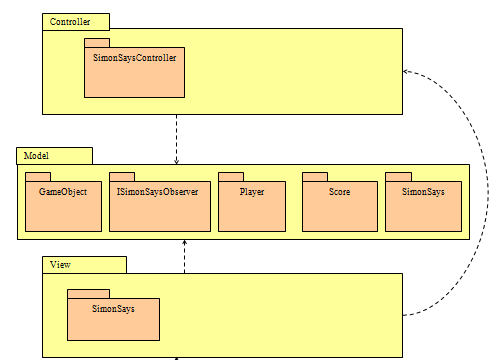 Controller
SimonSaysController
Model
GameObject
ISimonSaysObserver
Player
Score
SimonSays
View
SimonSays